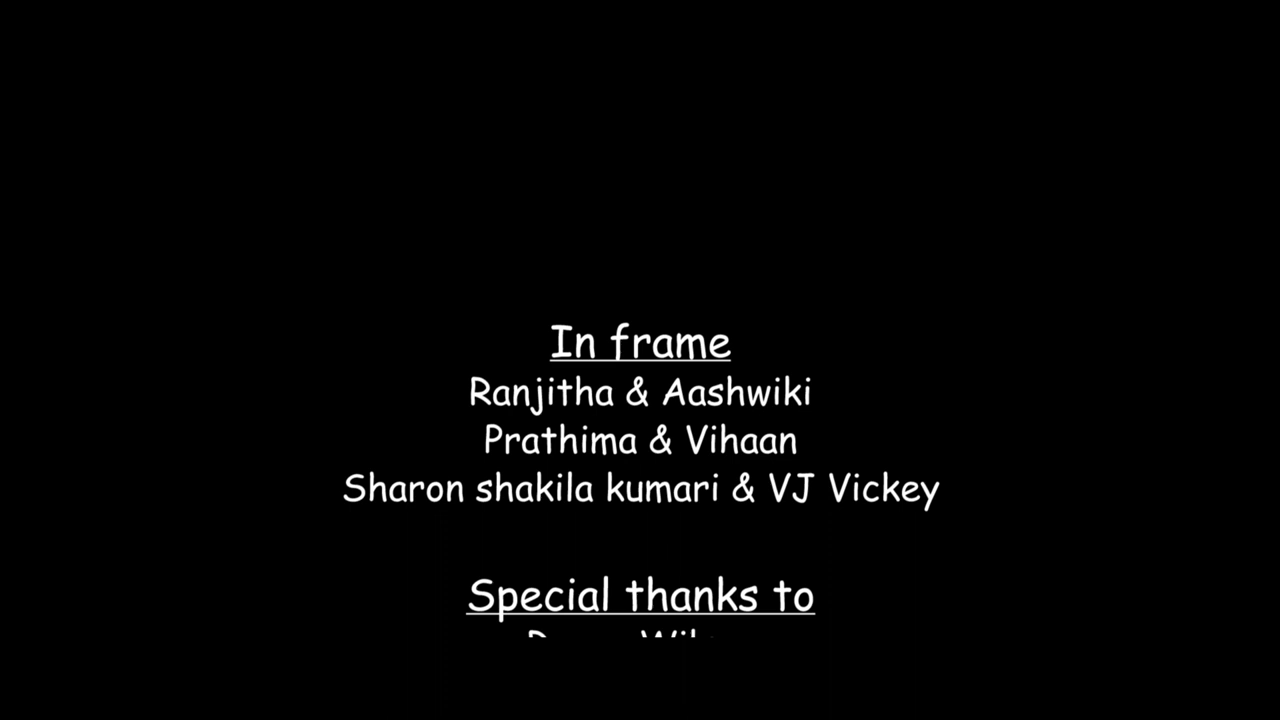 In frame
Ranjitha & Aashwiki
Prathima & Vihaan
Sharon shakila kumari & VJ Vickey
Special thanks to